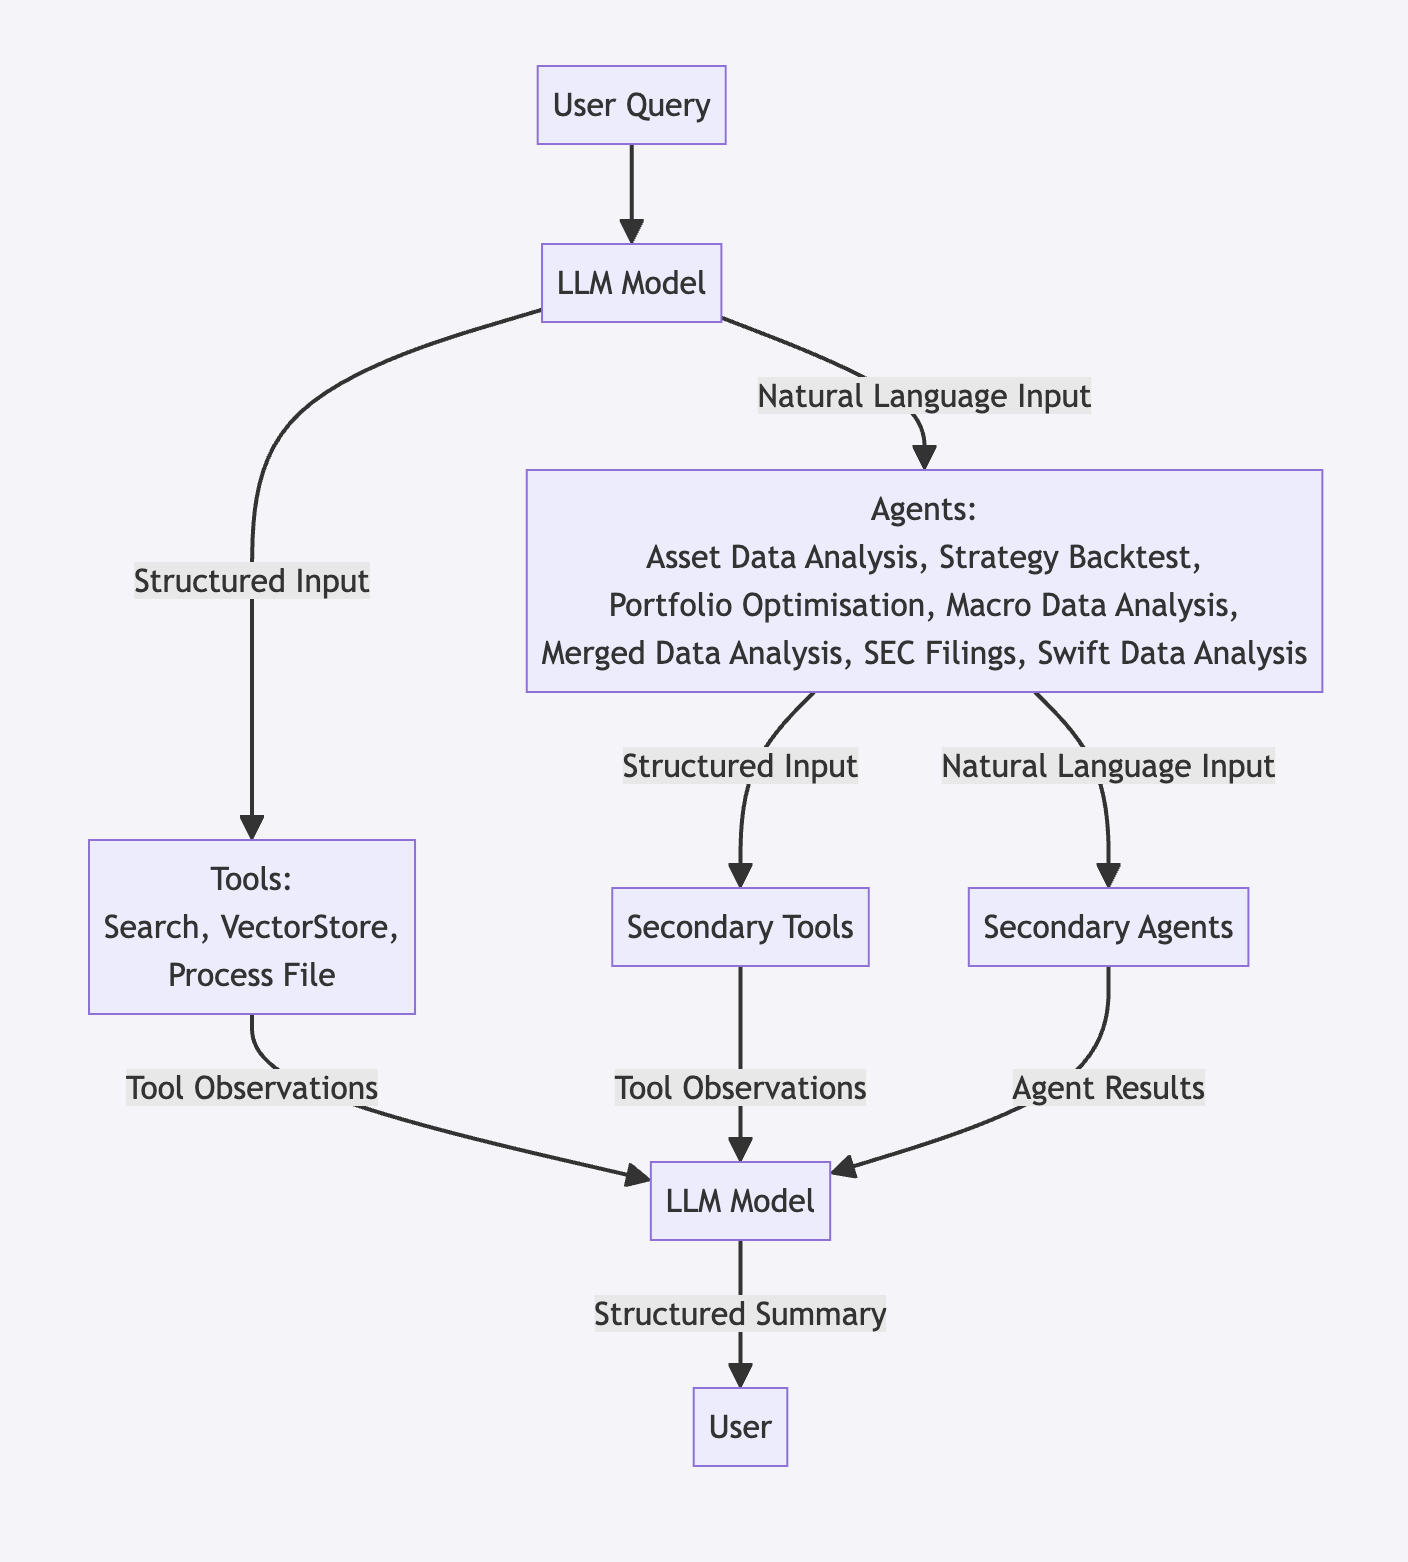 User Query
LLM Model
Natural Language Input
Agents:
Asset Data Analysis, Strategy Backtest,
Portfolio Optimisation, Macro Data Analysis,
Merged Data Analysis, SEC Filings, Swift Data Analysis
Structured Input
Structured Input
Natural Language Input
Tools:
Search, VectorStore,
Process File
Secondary Tools
Secondary Agents
Tool Observations
Tool Observations
Agent Results
LLM Model
Structured Summary
User